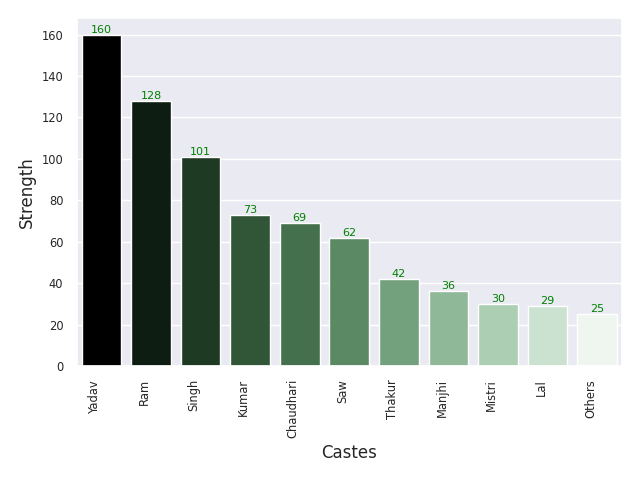 160
140
120
100
80
60
40
20
0
Strength
160
128
101
73
69
62
42
36
30
29
25
Yadav
Ram
Singh
Kumar
Chaudhari
Saw
Thakur
Manjhi
Mistri
Lal
Others
Castes